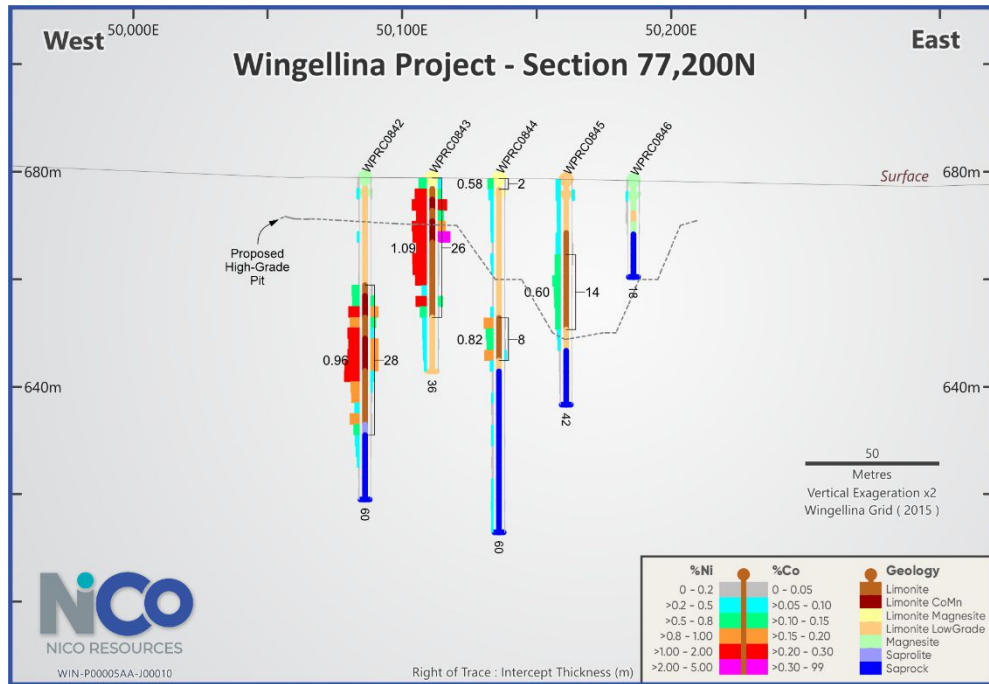 50,000E
50,100E
50,200E
West
East
Wingellina Project - Section 77,200N
WPRC0842
WPRC0843
WPRC0844
WPRC0845
WPRC0846
680m
680m
Surface
0.58
2
Proposed
High-Grade
Pit
1.09
26
0.60
14
18
0.82
8
0.96
28
640m
640m
36
42
60
60
50
Metres
Vertical Exageration x2
Wingellina Grid ( 2015 )
%Ni
%Co
Geology
0 - 0.2
0 - 0.05
Limonite
>0.2 - 0.5
>0.05 - 0.10
Limonite CoMn
>0.5 - 0.8
>0.10 - 0.15
Limonite Magnesite
>0.8 - 1.00
>0.15 - 0.20
Limonite LowGrade
>1.00 - 2.00
>0.20 - 0.30
Magnesite
>2.00 - 5.00
>0.30 - 99
Saprolite
Saprock
NiCo
NICO RESOURCES
WIN-P00005AA-J00010
Right of Trace : Intercept Thickness (m)